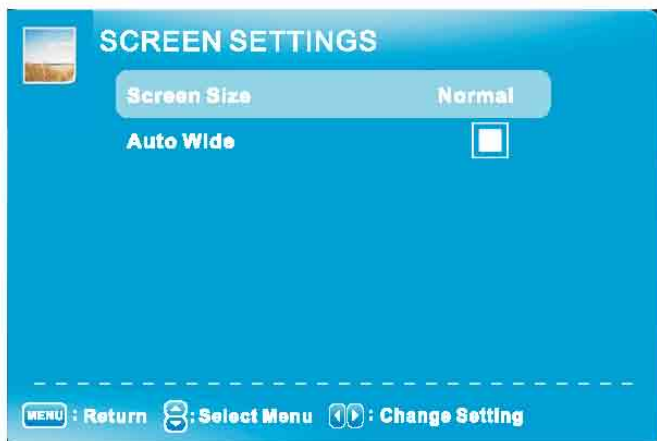 SCREEN SETTINGS
Screen Size Normal
Auto Wide
MENU : Return : Select Menu : Change Setting